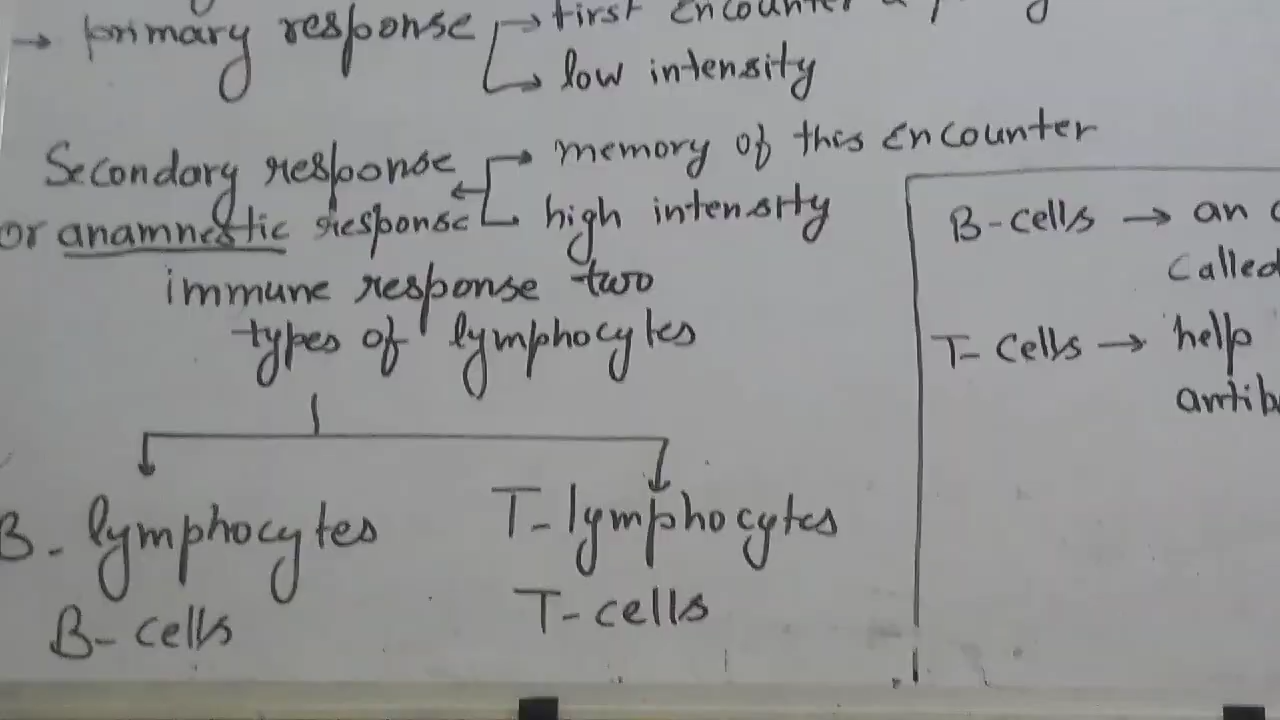 → primary response → first encounter
→ low intensity
Secondary response → memory of this encounter
or anamnestic response high intensity
immune response two
types of lymphocytes
B-lymphocytes T-lymphocytes
B-cells T-cells
B-cells → an
called
T-cells → help